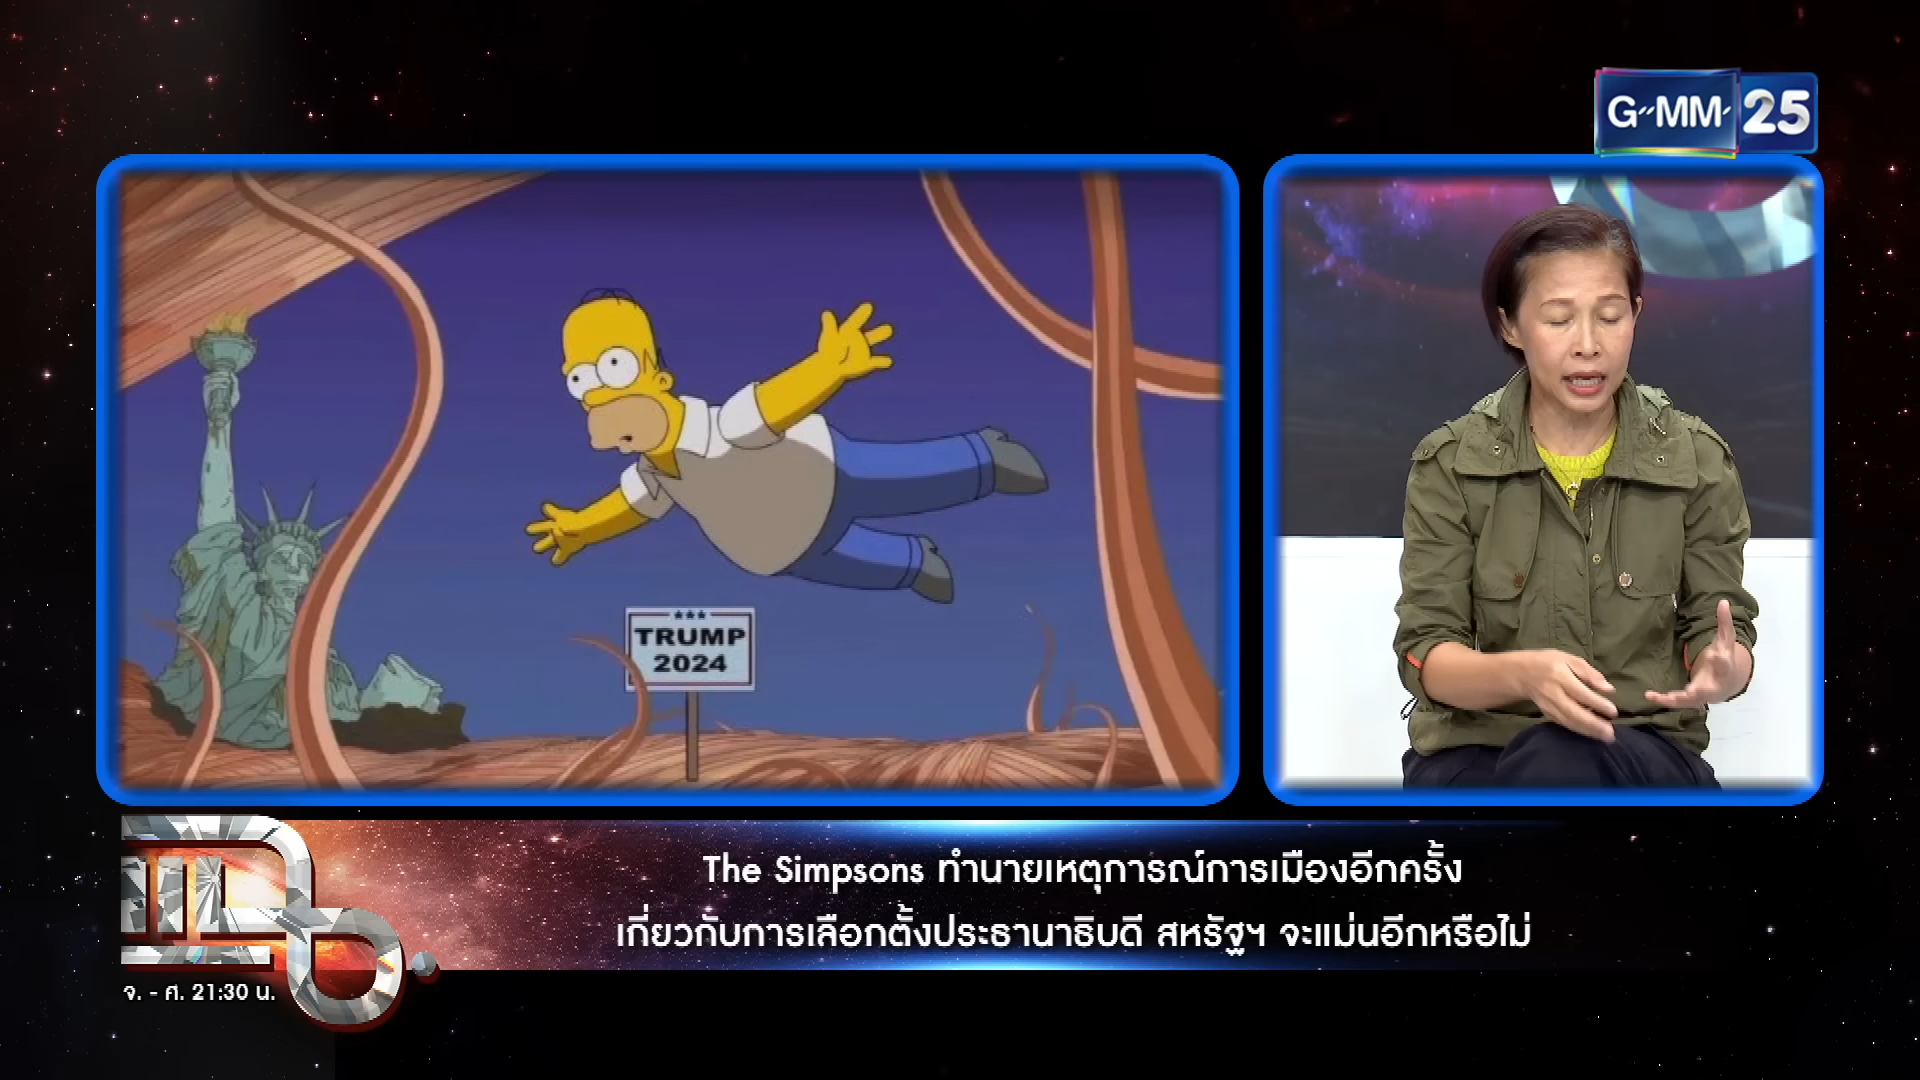 GMM 25
TRUMP
2024
The Simpsons ทำนายเหตุการณ์การเมืองอีกครั้ง
เกี่ยวกับการเลือกตั้งประธานาธิบดี สหรัฐฯ จะแม่นอีกหรือไม่
จ. - ศ. 21:30 น.